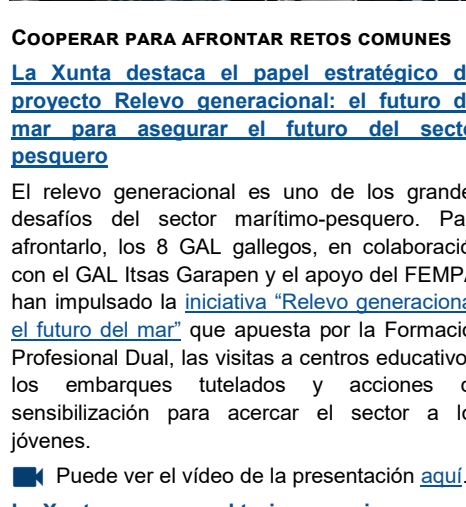 COOPERAR PARA AFRONTAR RETOS COMUNES
La Xunta destaca el papel estratégico d
proyecto Relevo generacional: el futuro d
mar para asegurar el futuro del secto
pesquero
El relevo generacional es uno de los grande
desafíos del sector marítimo-pesquero. Par
afrontarlo, los 8 GAL gallegos, en colaboració
con el GAL Itsas Garapen y el apoyo del FEMPA
han impulsado la iniciativa “Relevo generaciona
el futuro del mar” que apuesta por la Formació
Profesional Dual, las visitas a centros educativo
los embarques tutelados y acciones d
sensibilización para acercar el sector a lo
jóvenes.
Puede ver el vídeo de la presentación aquí.